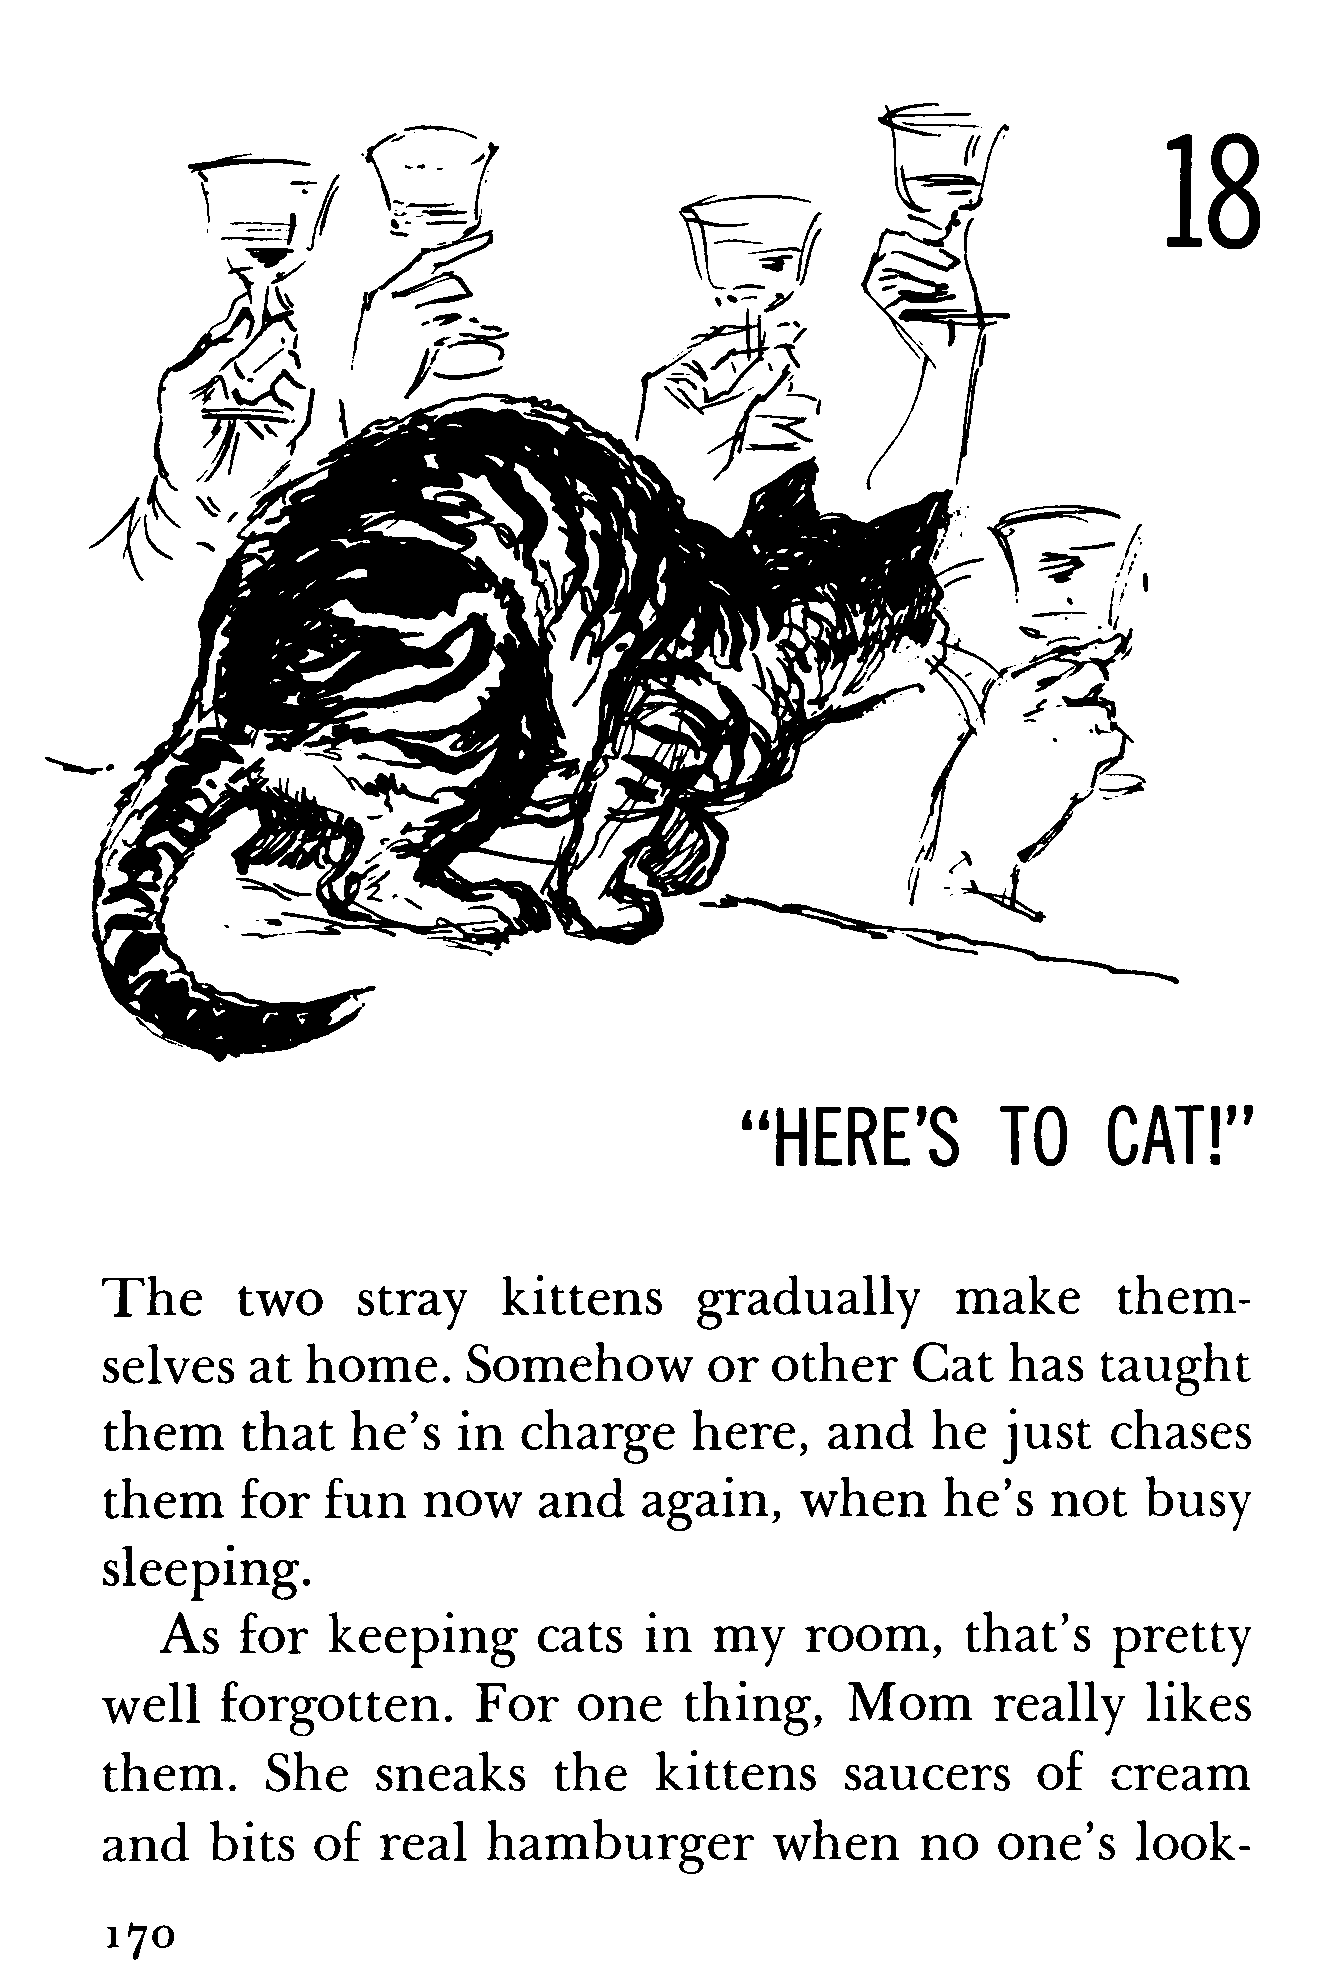 18
“HERE’S TO CAT!”
The two stray kittens gradually make them-
selves at home. Somehow or other Cat has taught
them that he’s in charge here, and he just chases
them for fun now and again, when he’s not busy
sleeping.
As for keeping cats in my room, that’s pretty
well forgotten. For one thing, Mom really likes
them. She sneaks the kittens saucers of cream
and bits of real hamburger when no one’s look-
170